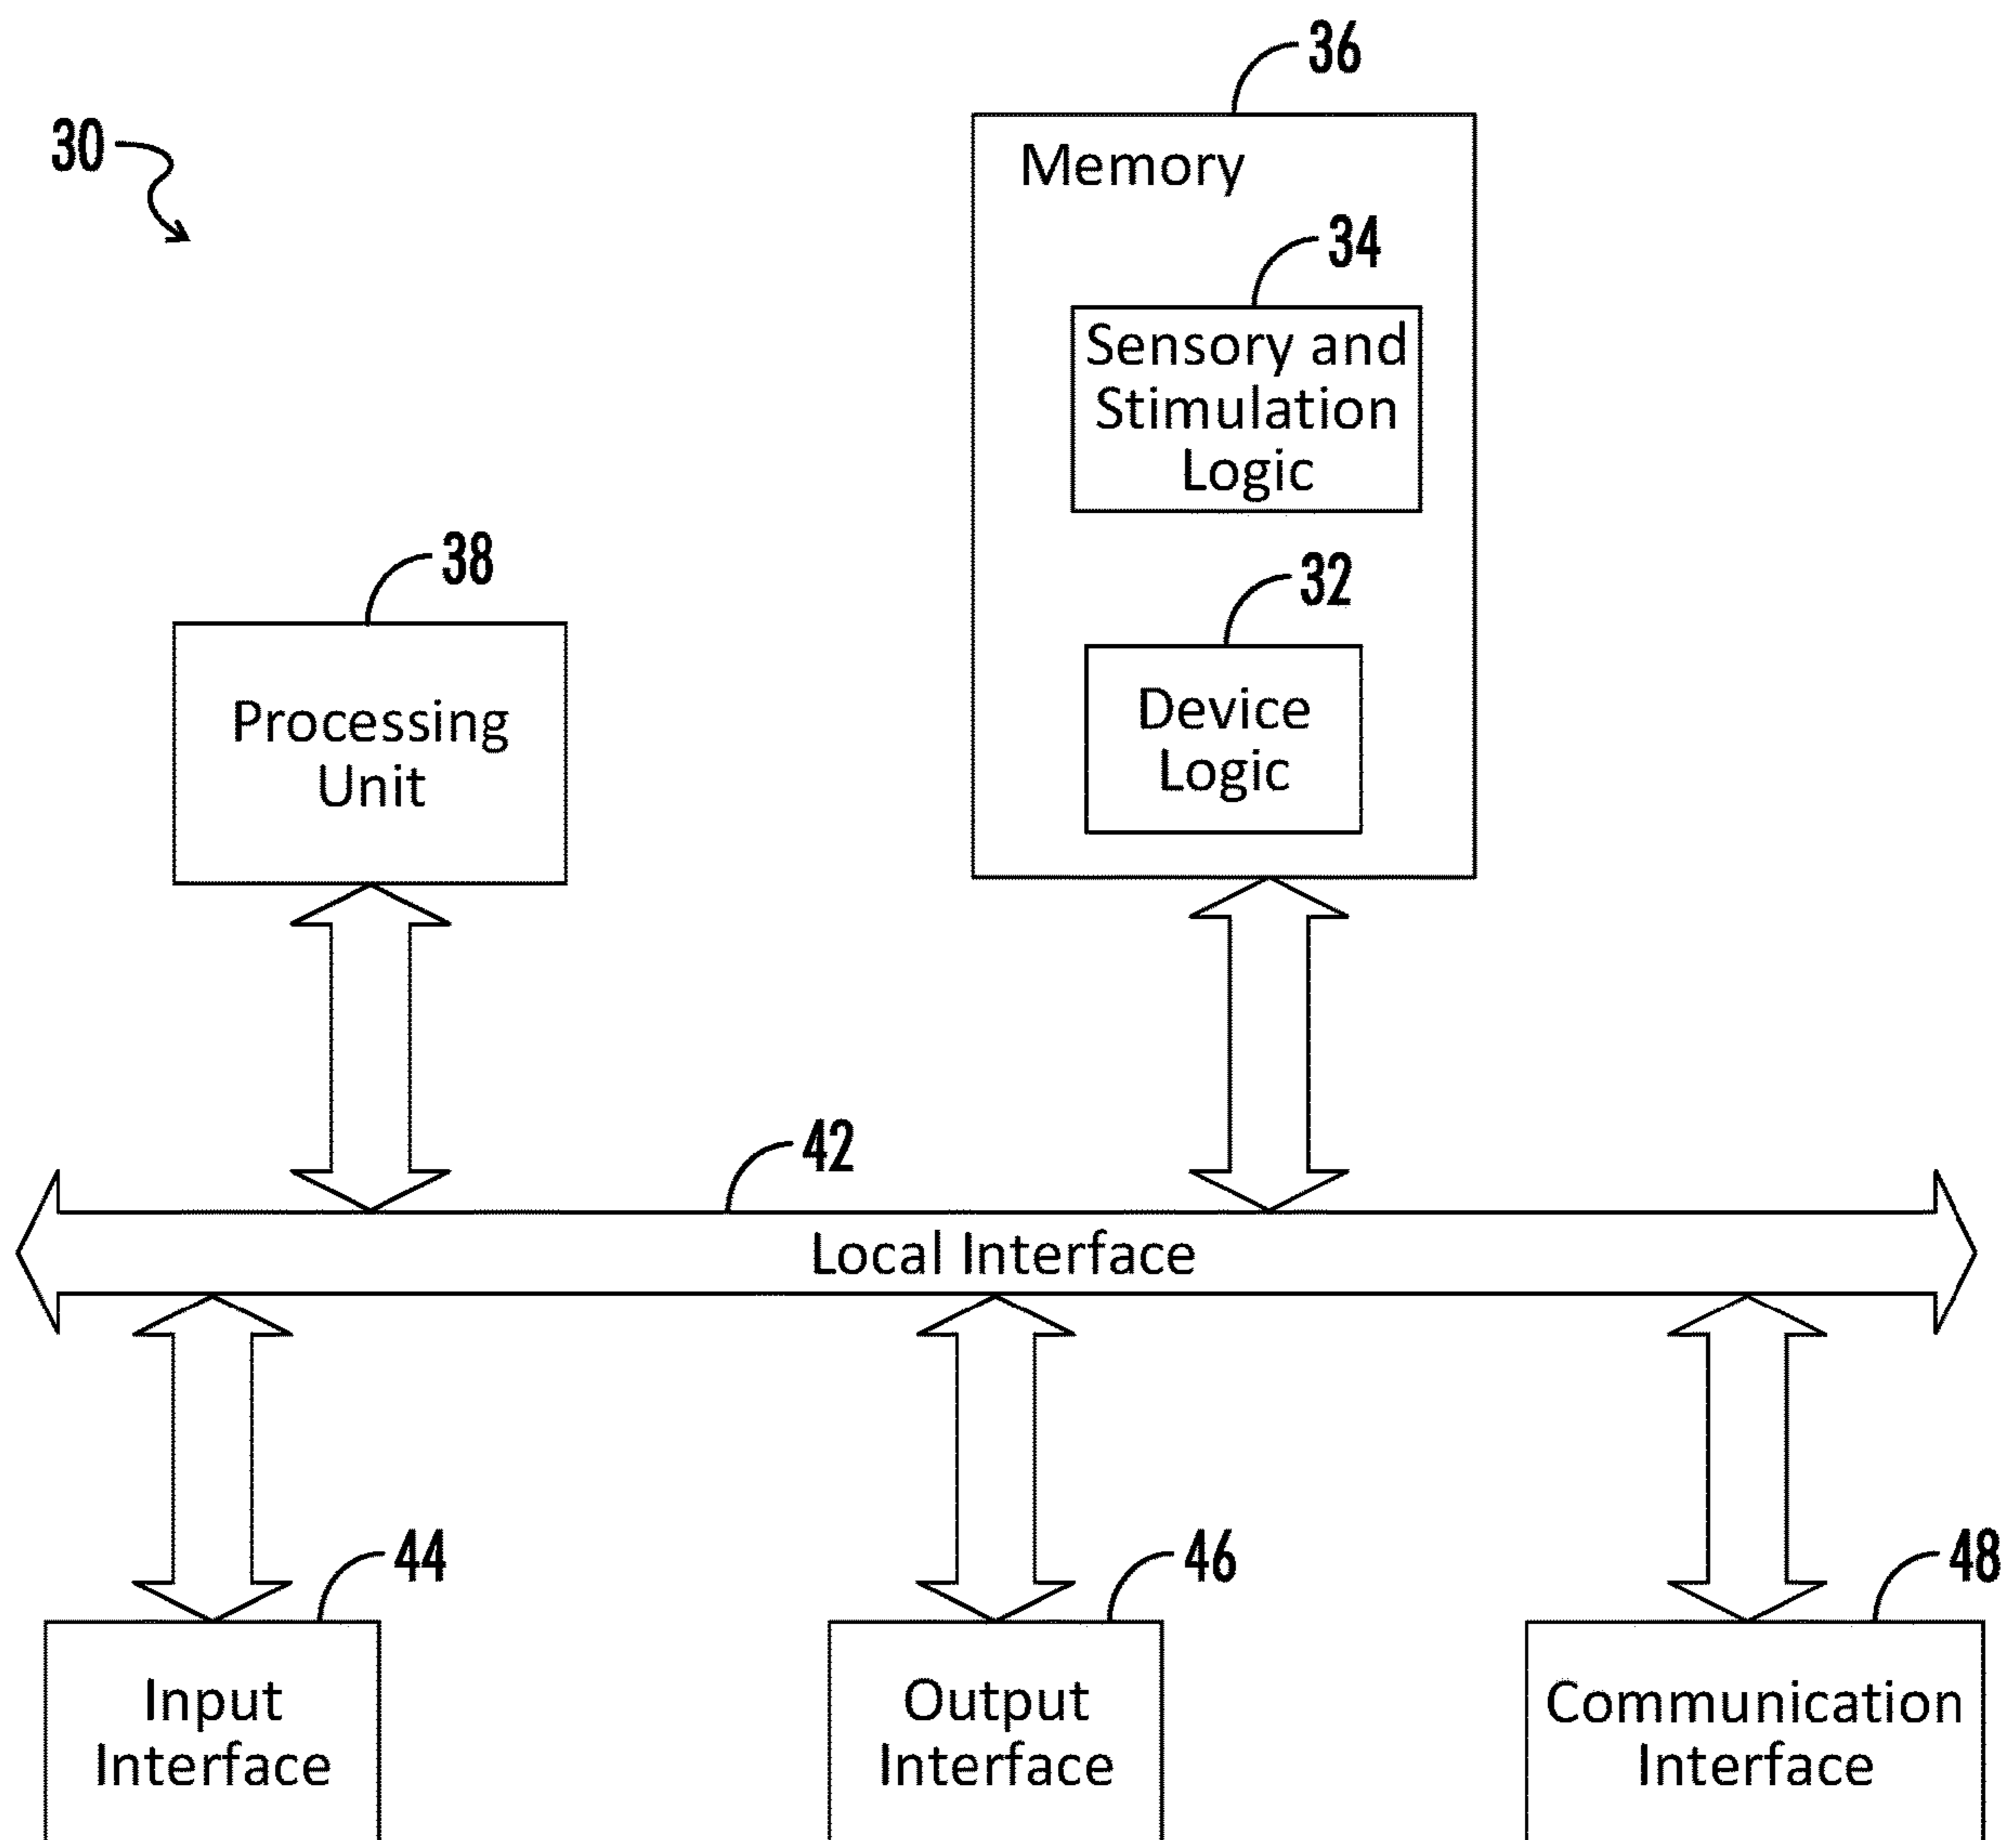 36
30
Memory
34
Sensory and
Stimulation
Logic
38
32
Processing
Unit
Device
Logic
42
Local Interface
44
46
48
Input
Interface
Output
Interface
Communication
Interface